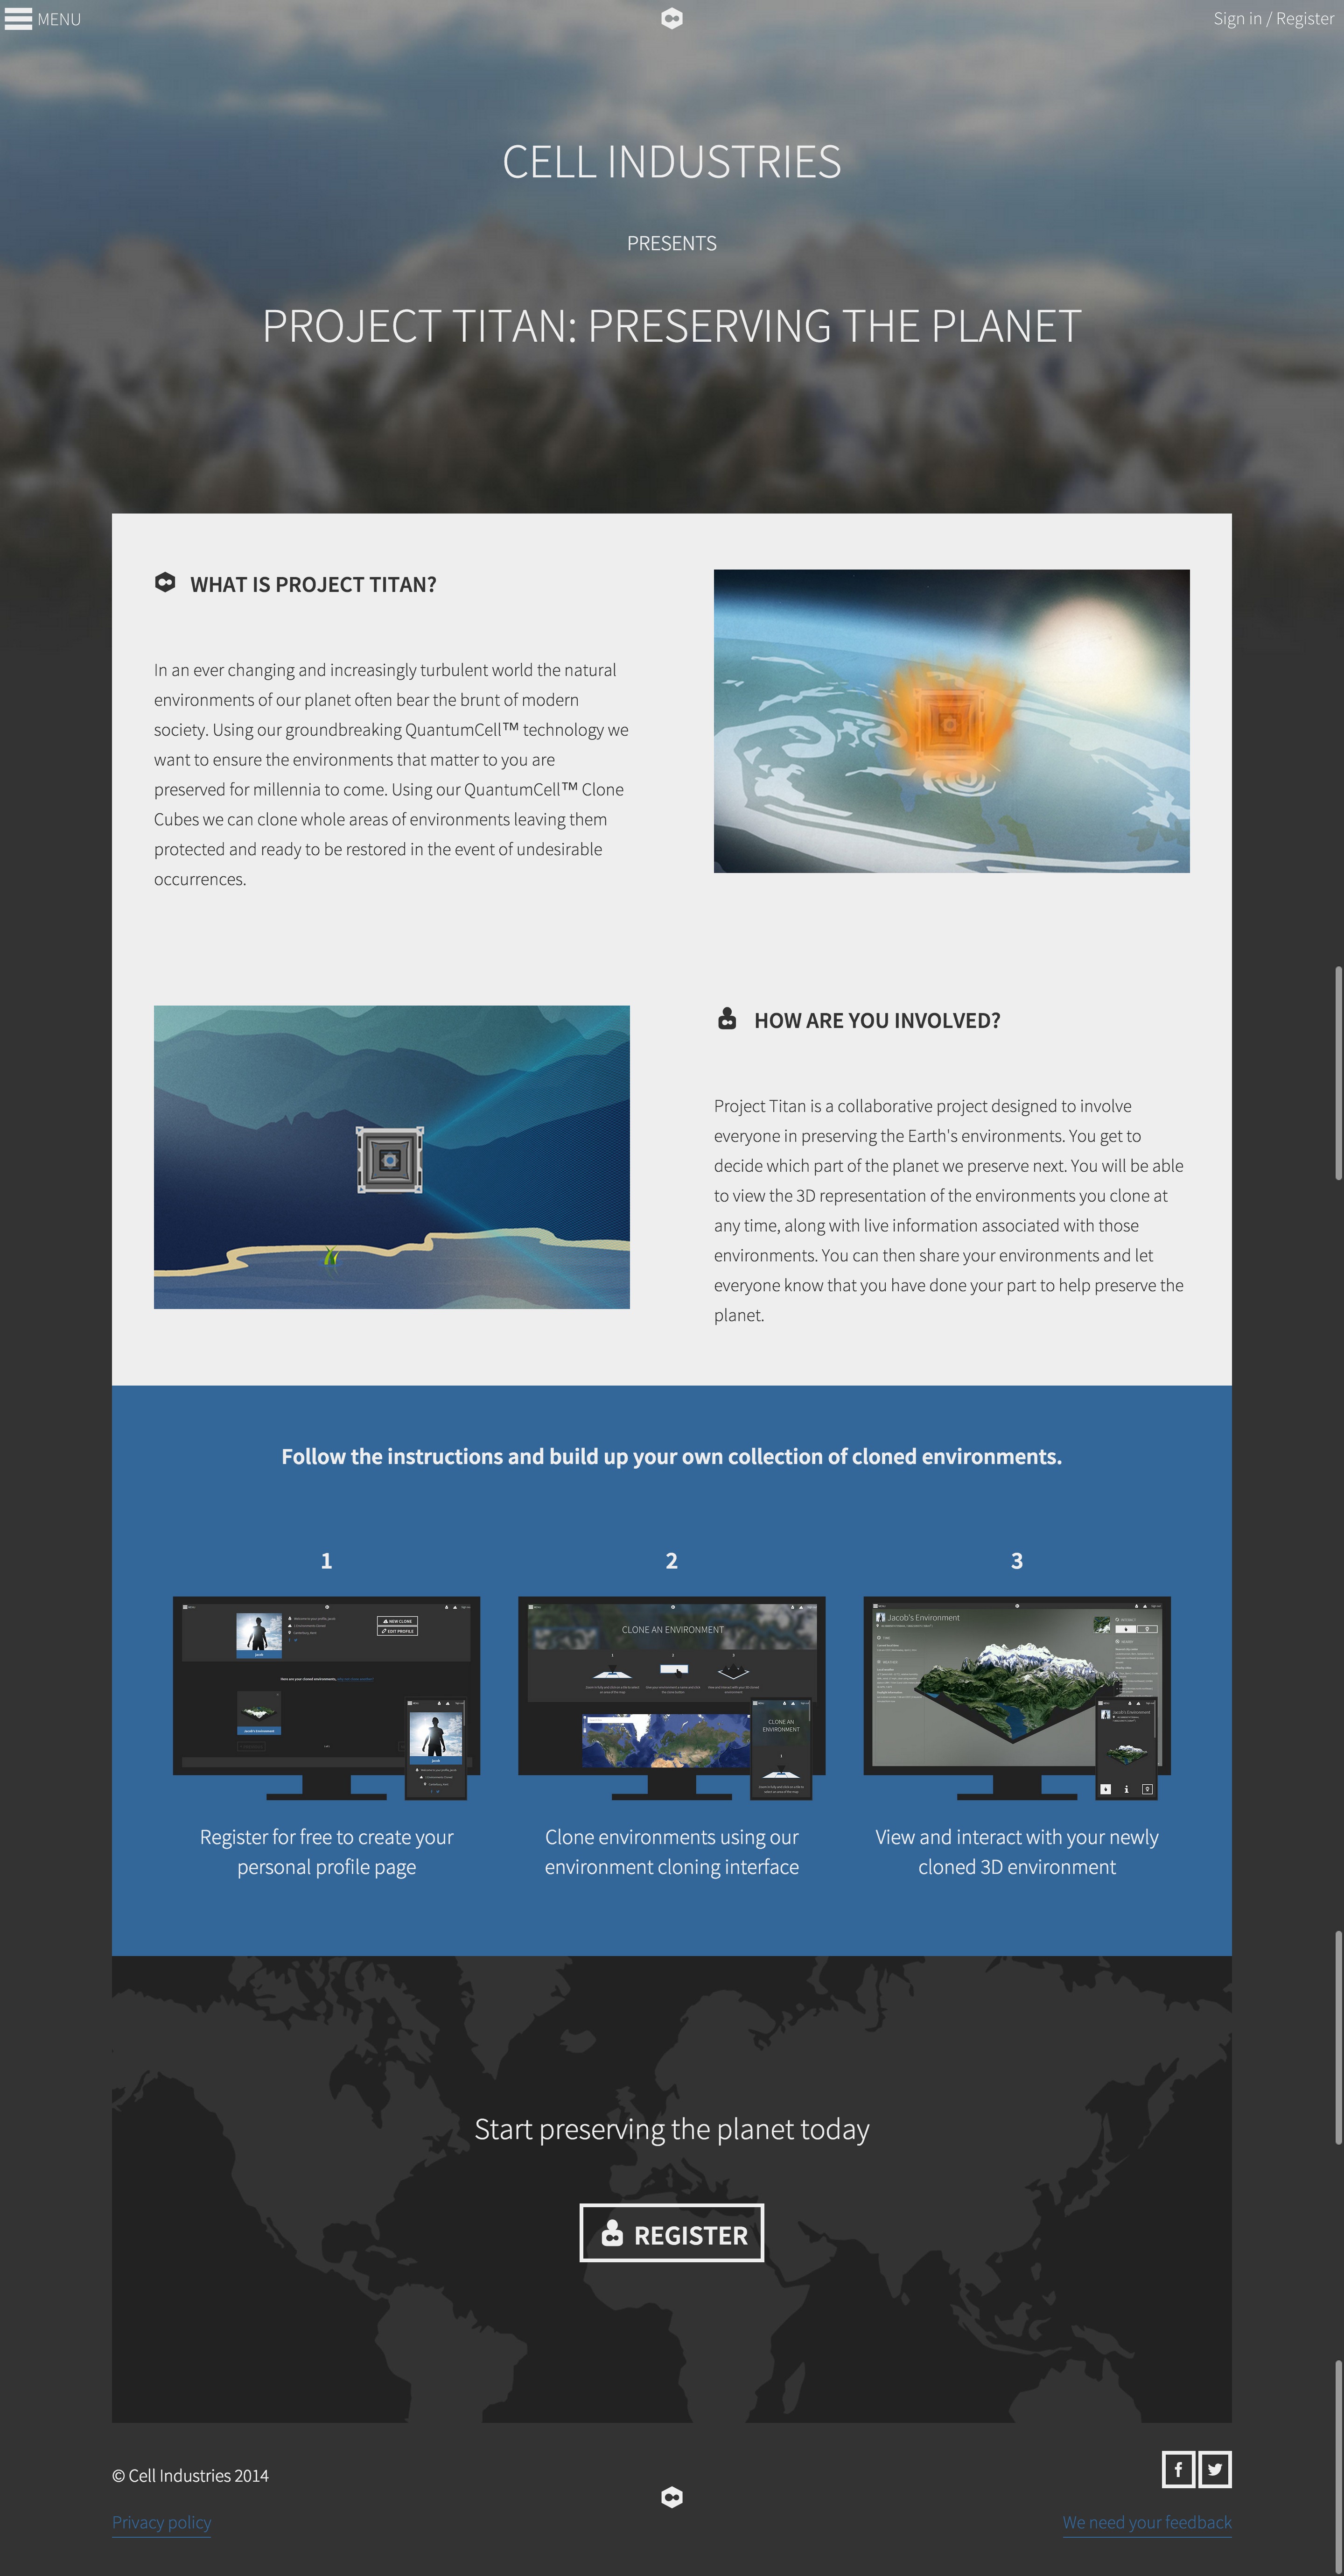 MENU
Sign in / Register
CELL INDUSTRIES
PRESENTS
PROJECT TITAN: PRESERVING THE PLANET
WHAT IS PROJECT TITAN?
In an ever changing and increasingly turbulent world the natural
environments of our planet often bear the brunt of modern
society. Using our groundbreaking QuantumCell™ technology we
want to ensure the environments that matter to you are
preserved for millennia to come. Using our QuantumCell™ Clone
Cubes we can clone whole areas of environments leaving them
protected and ready to be restored in the event of undesirable
occurrences.
HOW ARE YOU INVOLVED?
Project Titan is a collaborative project designed to involve
everyone in preserving the Earth's environments. You get to
decide which part of the planet we preserve next. You will be able
to view the 3D representation of the environments you clone at
any time, along with live information associated with those
environments. You can then share your environments and let
everyone know that you have done your part to help preserve the
planet.
Follow the instructions and build up your own collection of cloned environments.
1
NEW CLONE
EDIT PROFILE
Jacob's Environment
Register for free to create your
personal profile page
2
CLONE AN ENVIRONMENT
CLONE AN
ENVIRONMENT
Clone environments using our
environment cloning interface
3
Jacob's Environment
Jacob's Environment
View and interact with your newly
cloned 3D environment
Start preserving the planet today
REGISTER
© Cell Industries 2014
Privacy policy
We need your feedback